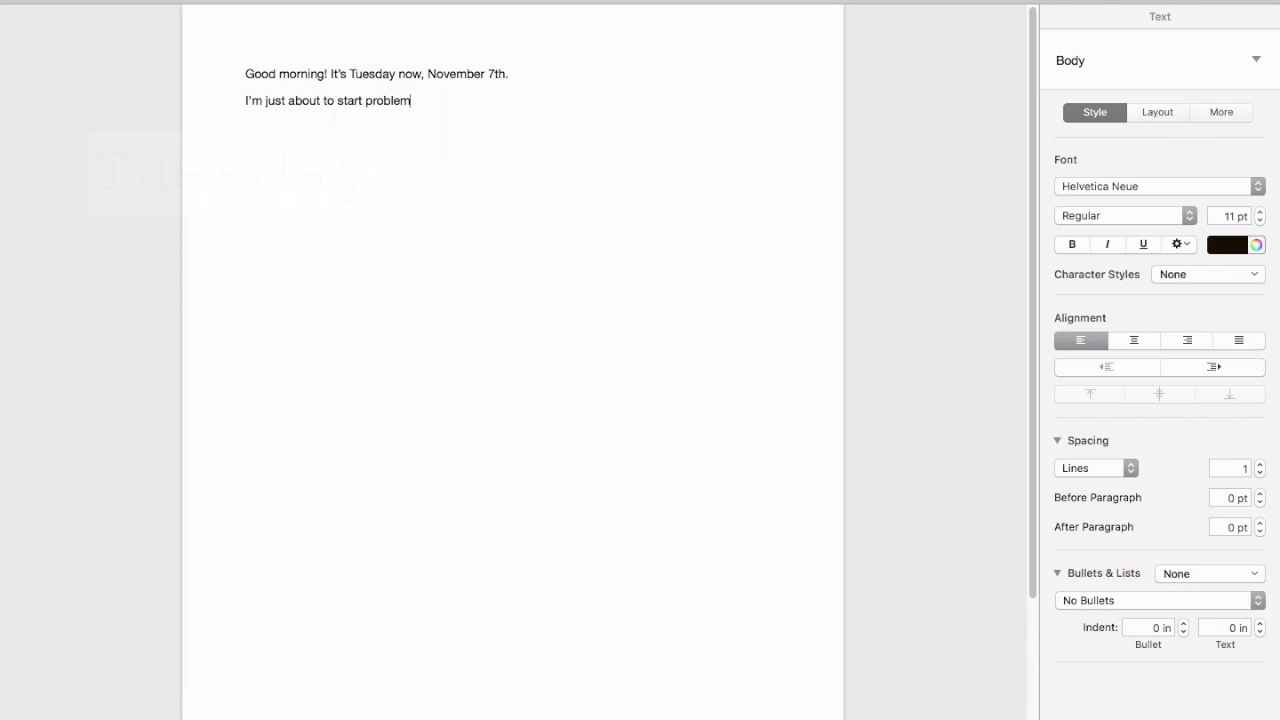 Text
Good morning! It’s Tuesday now, November 7th.
I’m just about to start problem
Tuesday
Body
Style Layout More
Font
Helvetica Neue
Regular 11 pt
B I U
Character Styles None
Alignment
Spacing
Lines 1
Before Paragraph 0 pt
After Paragraph 0 pt
Bullets & Lists None
No Bullets
Indent: 0 in 0 in
Bullet Text